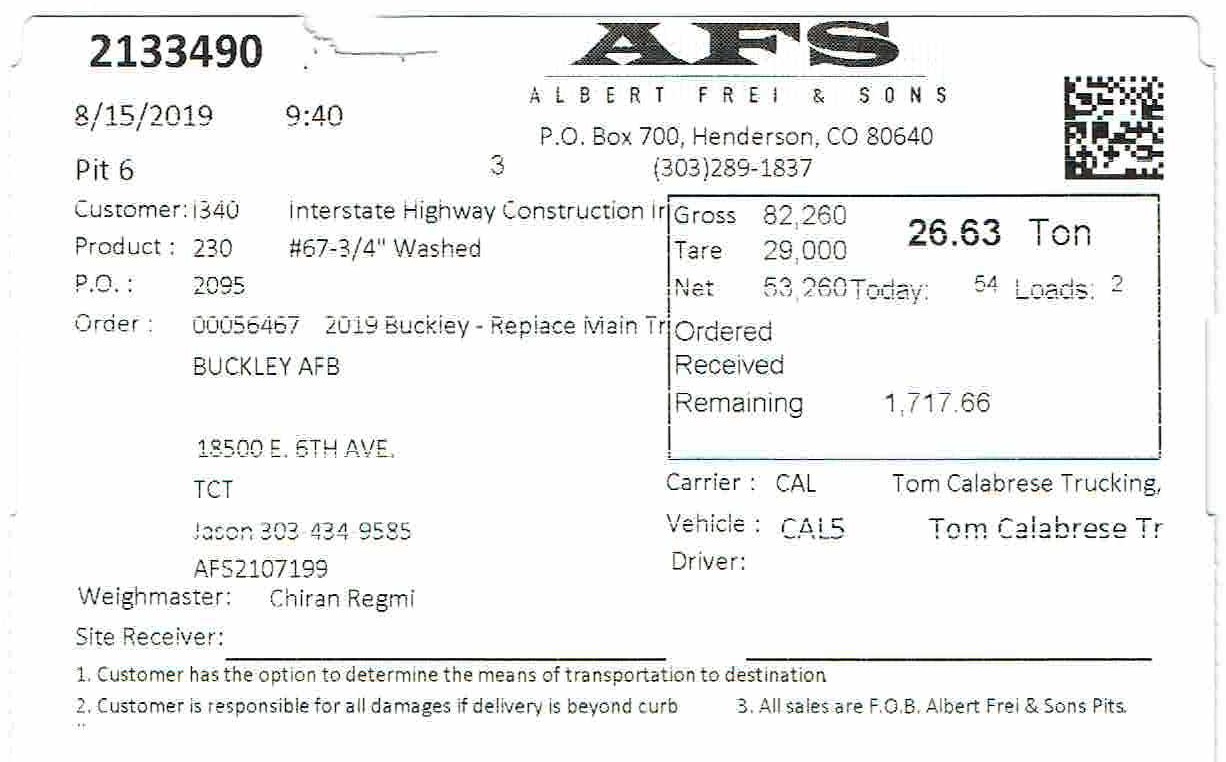 2133490
AFS
ALBERT FREI & SONS
8/15/2019 9:40
P.O. Box 700, Henderson, CO 80640
Pit 6 3 (303)289-1837
Customer: I340 Interstate Highway Construction In
Product : 230 #67-3/4" Washed
P.O. : 2095
Order : 00056467 2019 Buckley - Replace Main Tr
BUCKLEY AFB
18500 E. 6TH AVE.
TCT
Jason 303-434-9585
AFS2107199
Gross 82,260 26.63 Ton
Tare 29,000
Net 53,260 Today: 54 Loads: 2
Ordered
Received
Remaining 1,717.66
Carrier : CAL Tom Calabrese Trucking,
Vehicle : CAL5 Tom Calabrese Tr
Driver:
Weighmaster: Chiran Regmi
Site Receiver:
1. Customer has the option to determine the means of transportation to destination
2. Customer is responsible for all damages if delivery is beyond curb 3. All sales are F.O.B. Albert Frei & Sons Pits.